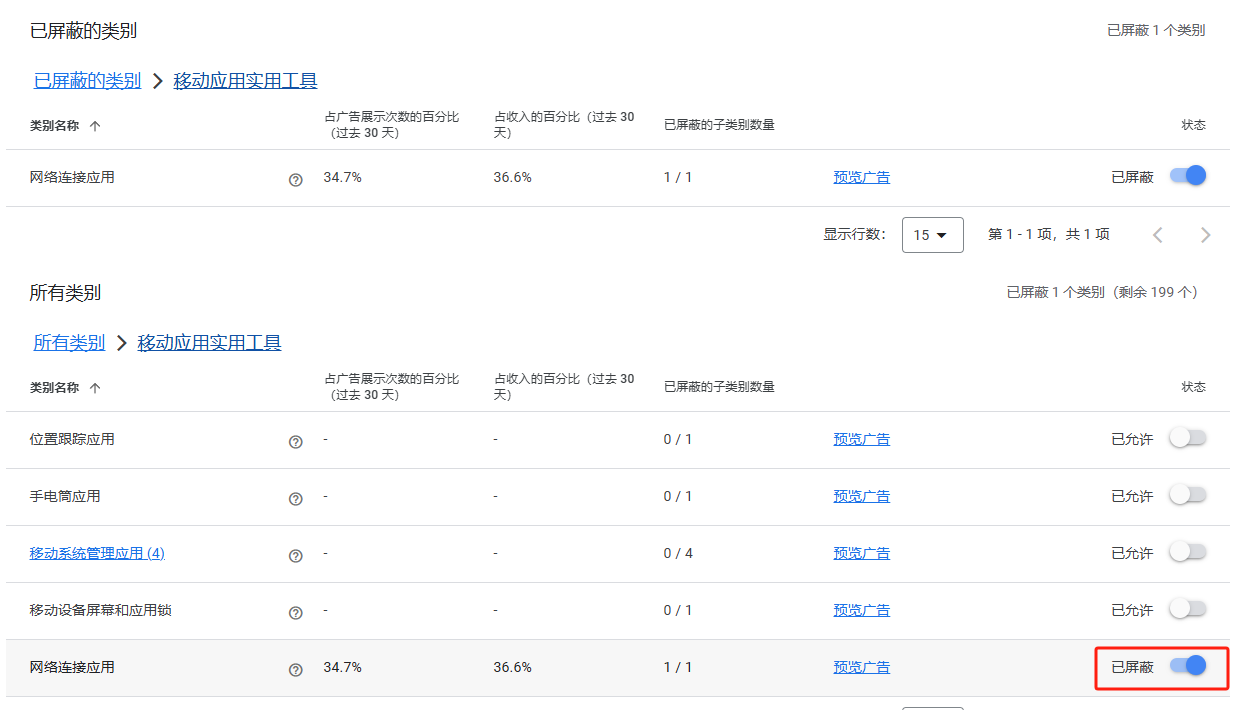 已屏蔽的类别
已屏蔽 1 个类别
已屏蔽的类别 > 移动应用实用工具
类别名称 ↑
占广告展示次数的百分比
（过去 30 天）
占收入的百分比（过去 30
天）
已屏蔽的子类别数量
状态
网络连接应用
34.7%
36.6%
1 / 1
预览广告
已屏蔽
显示行数：
15
第 1 - 1 项，共 1 项
所有类别
已屏蔽 1 个类别（剩余 199 个）
所有类别 > 移动应用实用工具
类别名称 ↑
占广告展示次数的百分比
（过去 30 天）
占收入的百分比（过去 30
天）
已屏蔽的子类别数量
状态
位置跟踪应用
-
-
0 / 1
预览广告
已允许
手电筒应用
-
-
0 / 1
预览广告
已允许
移动系统管理应用 (4)
-
-
0 / 4
预览广告
已允许
移动设备屏幕和应用锁
-
-
0 / 1
预览广告
已允许
网络连接应用
34.7%
36.6%
1 / 1
预览广告
已屏蔽